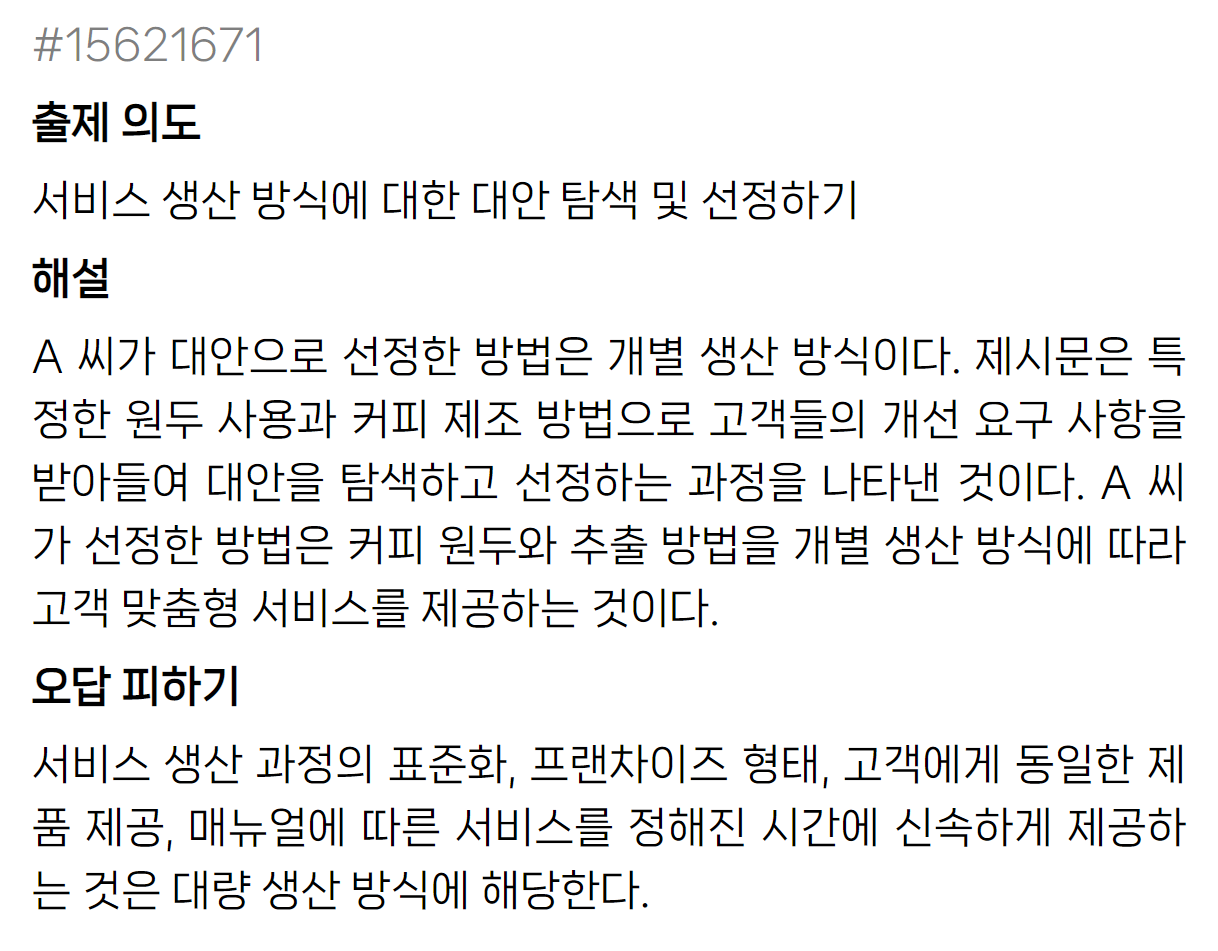 #15621671
출제 의도
서비스 생산 방식에 대한 대안 탐색 및 선정하기
해설
A 씨가 대안으로 선정한 방법은 개별 생산 방식이다. 제시문은 특
정한 원두 사용과 커피 제조 방법으로 고객들의 개선 요구 사항을
받아들여 대안을 탐색하고 선정하는 과정을 나타낸 것이다. A 씨
가 선정한 방법은 커피 원두와 추출 방법을 개별 생산 방식에 따라
고객 맞춤형 서비스를 제공하는 것이다.
오답 피하기
서비스 생산 과정의 표준화, 프랜차이즈 형태, 고객에게 동일한 제
품 제공, 매뉴얼에 따른 서비스를 정해진 시간에 신속하게 제공하
는 것은 대량 생산 방식에 해당한다.